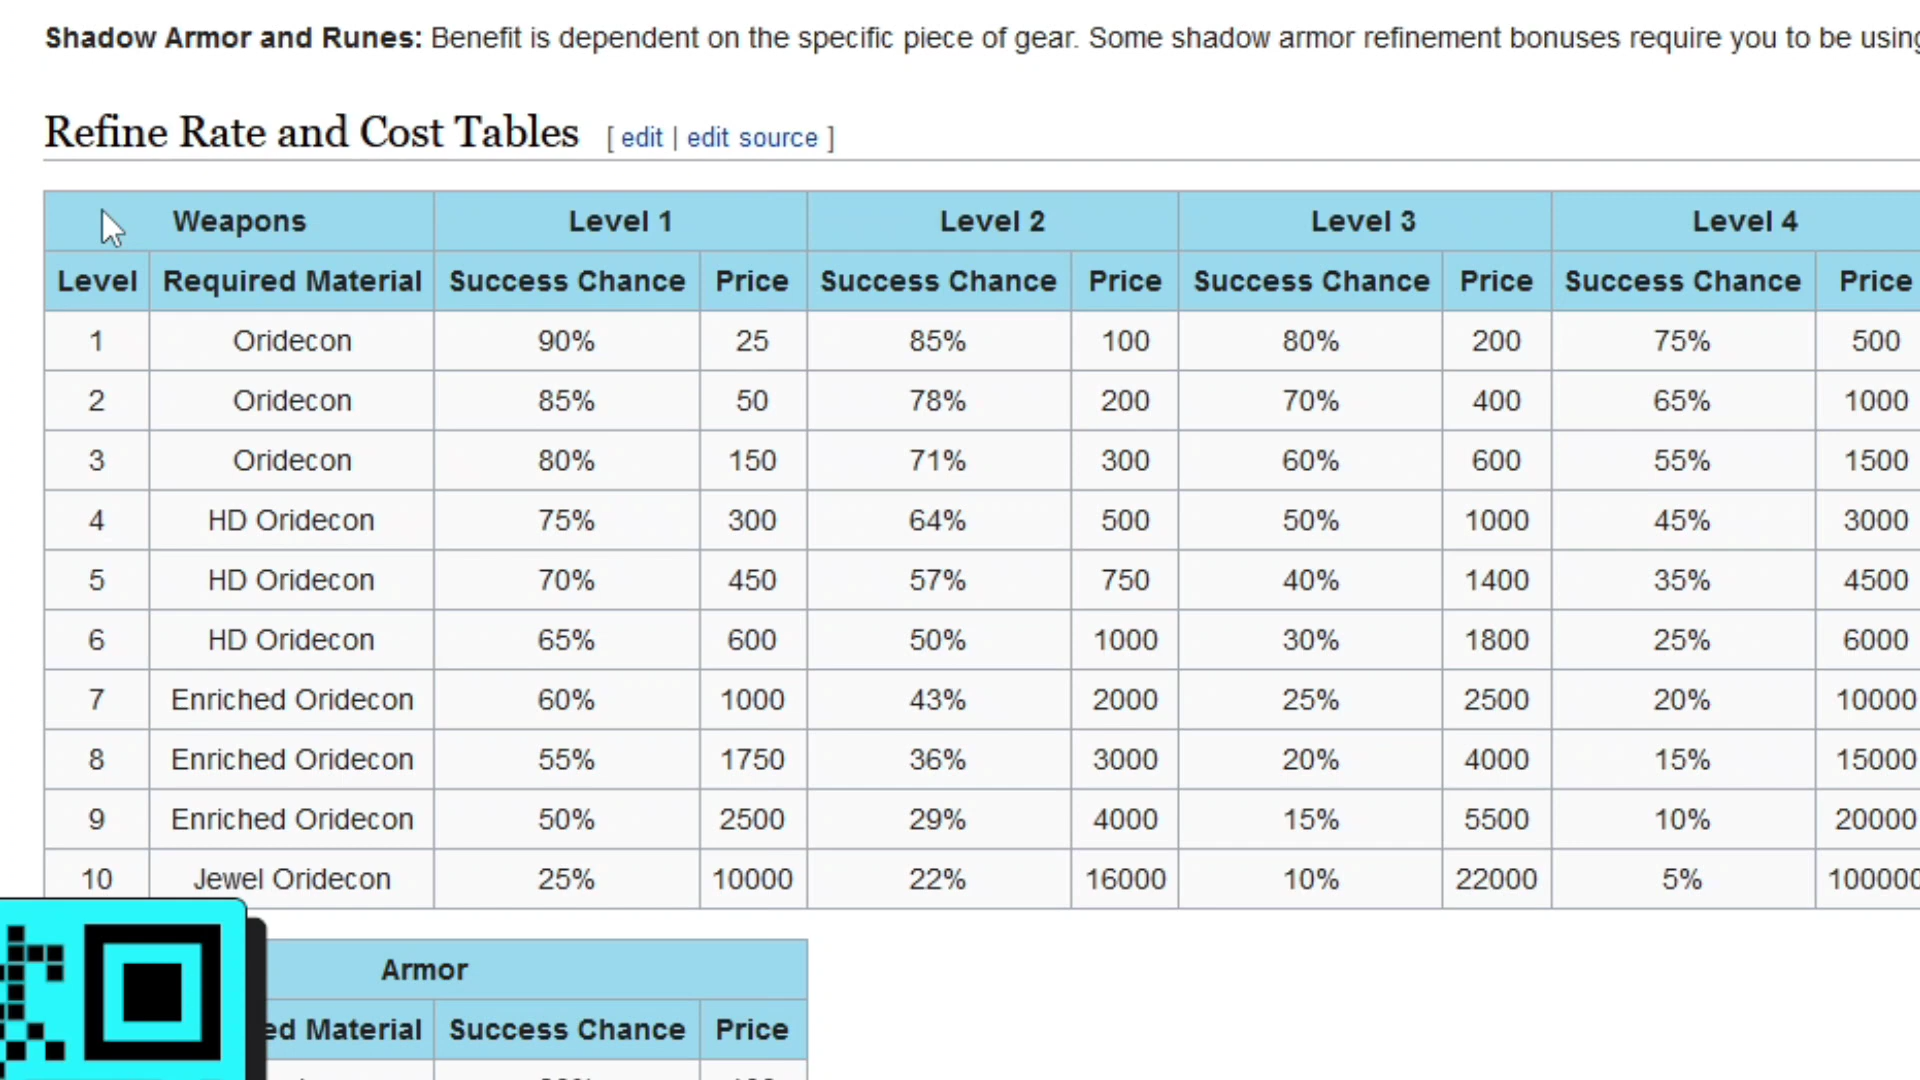 Shadow Armor and Runes: Benefit is dependent on the specific piece of gear. Some shadow armor refinement bonuses require you to be using
Refine Rate and Cost Tables [ edit | edit source ]
Weapons Level 1 Level 2 Level 3 Level 4
Level Required Material Success Chance Price Success Chance Price Success Chance Price Success Chance Price
1 Oridecon 90% 25 85% 100 80% 200 75% 500
2 Oridecon 85% 50 78% 200 70% 400 65% 1000
3 Oridecon 80% 150 71% 300 60% 600 55% 1500
4 HD Oridecon 75% 300 64% 500 50% 1000 45% 3000
5 HD Oridecon 70% 450 57% 750 40% 1400 35% 4500
6 HD Oridecon 65% 600 50% 1000 30% 1800 25% 6000
7 Enriched Oridecon 60% 1000 43% 2000 25% 2500 20% 10000
8 Enriched Oridecon 55% 1750 36% 3000 20% 4000 15% 15000
9 Enriched Oridecon 50% 2500 29% 4000 15% 5500 10% 20000
10 Jewel Oridecon 25% 10000 22% 16000 10% 22000 5% 100000
Armor
ed Material Success Chance Price